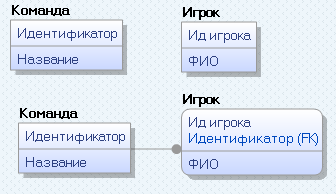 Команда
Идентификатор
Название
Игрок
Ид игрока
ФИО
Команда
Идентификатор
Название
Игрок
Ид игрока
Идентификатор (FK)
ФИО